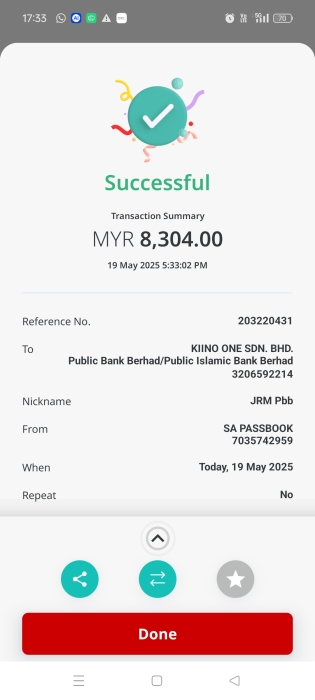 17:33
70
Successful
Transaction Summary
MYR 8,304.00
19 May 2025 5:33:02 PM
Reference No. 203220431
To KIINO ONE SDN. BHD.
Public Bank Berhad/Public Islamic Bank Berhad
3206592214
Nickname JRM Pbb
From SA PASSBOOK
7035742959
When Today, 19 May 2025
Repeat No
Done